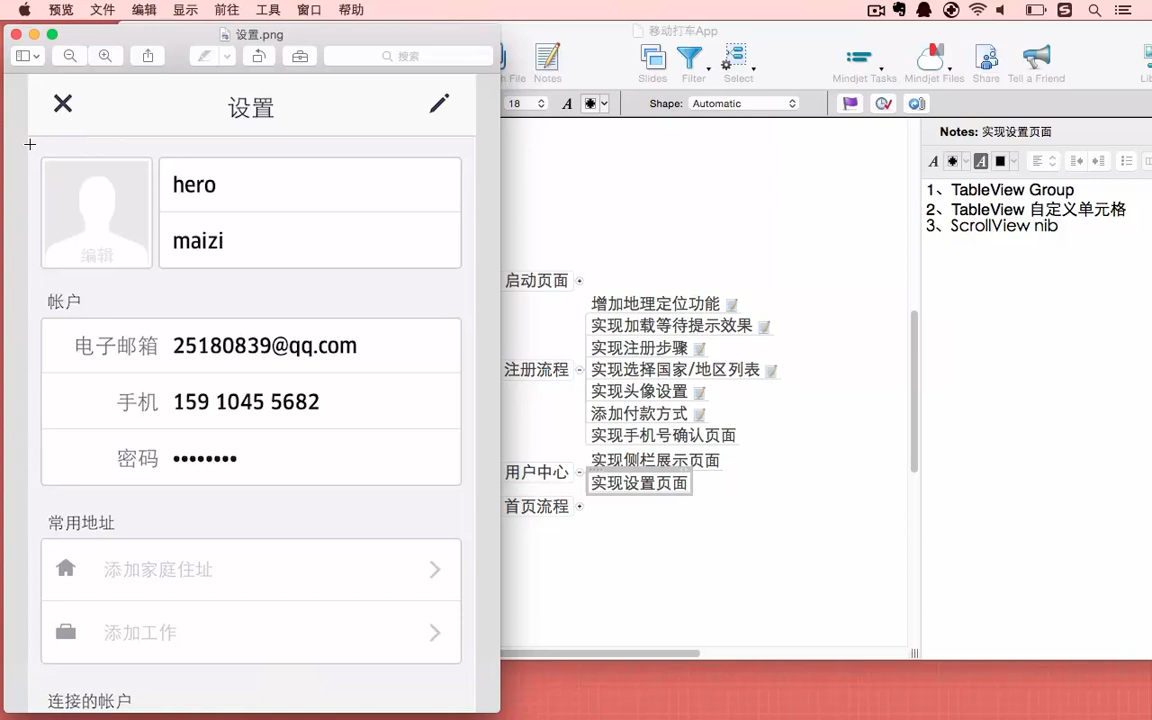 预览 文件 编辑 显示 前往 工具 窗口 帮助
设置.png
搜索
设置
编辑
hero
maizi
帐户
电子邮箱 25180839@qq.com
手机 159 1045 5682
密码 ••••••••
常用地址
添加家庭住址
添加工作
连接的帐户
移动打车App
File Notes Slides Filter Select Mindjet Tasks Mindjet Files Share Tell a Friend
18 A Shape: Automatic
启动页面
增加地理定位功能
实现加载等待提示效果
实现注册步骤
注册流程 实现选择国家/地区列表
实现头像设置
添加付款方式
实现手机号确认页面
实现侧栏展示页面
用户中心
实现设置页面
首页流程
Notes: 实现设置页面
A A
1、TableView Group
2、TableView 自定义单元格
3、ScrollView nib